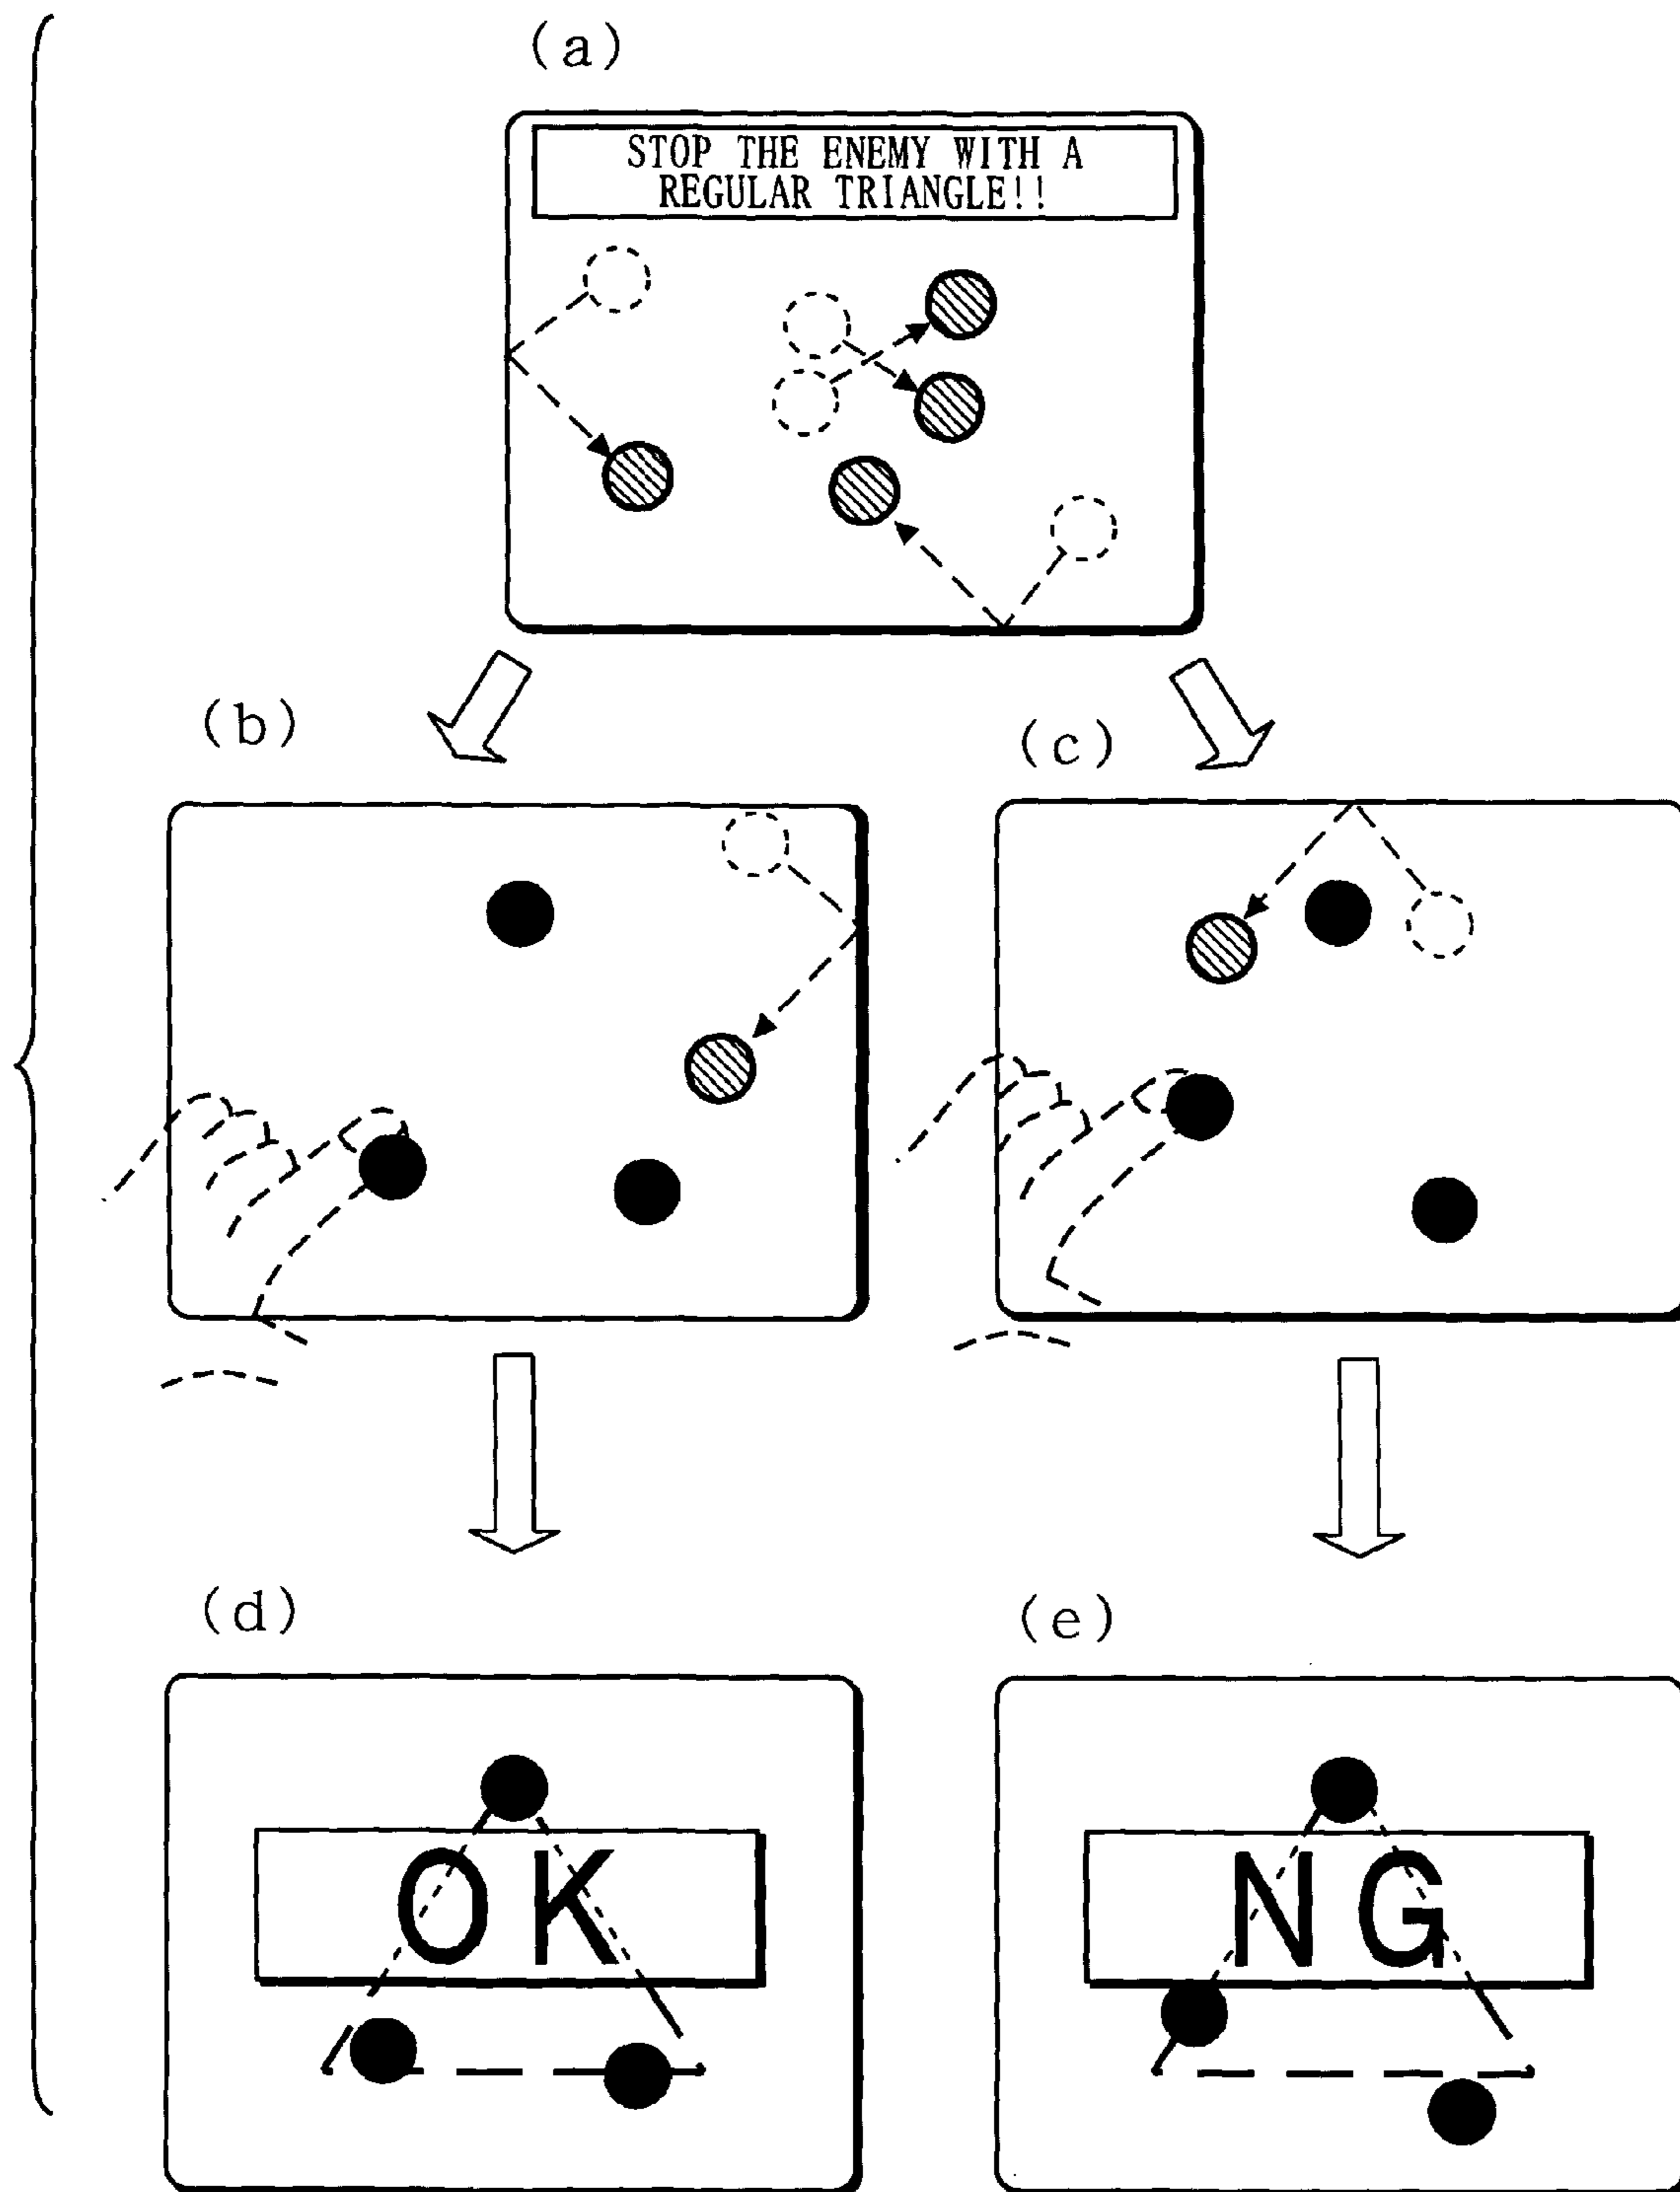 (a)
STOP THE ENEMY WITH A
REGULAR TRIANGLE!!
(b)
(c)
(d)
(e)
OK
NG